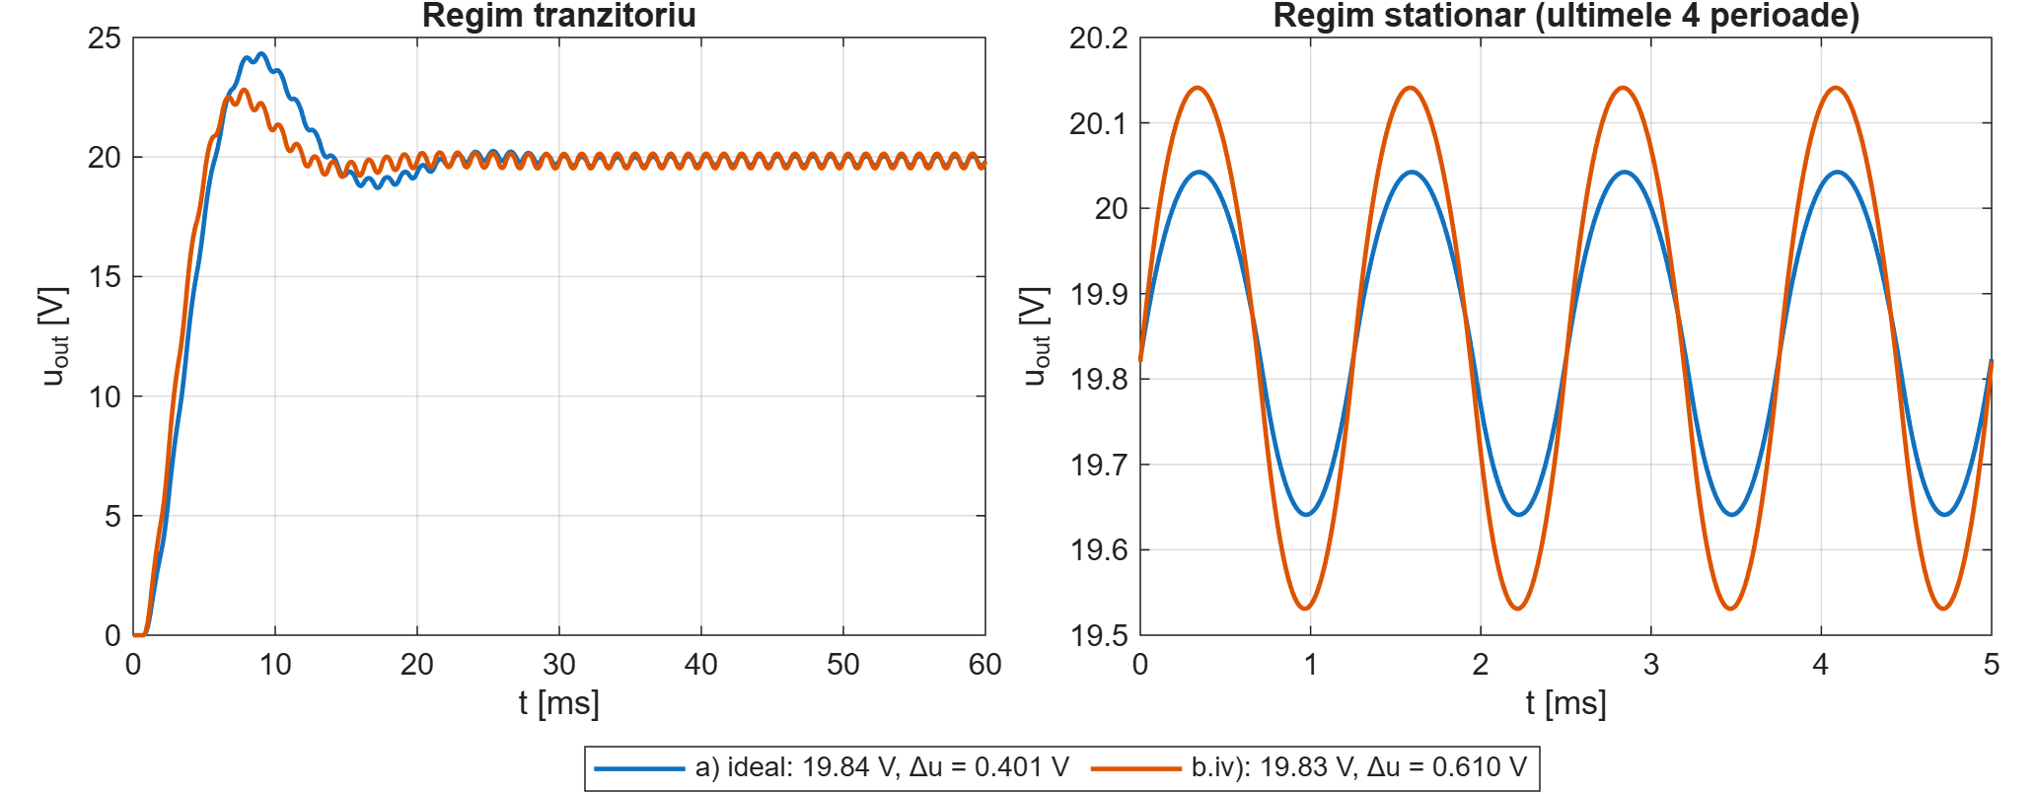 Regim tranzitoriu
25
20
15
10
5
0
0 10 20 30 40 50 60
t [ms]
u_out [V]
Regim stationar (ultimele 4 perioade)
20.2
20.1
20
19.9
19.8
19.7
19.6
19.5
0 1 2 3 4 5
t [ms]
u_out [V]
a) ideal: 19.84 V, Δu = 0.401 V b.iv): 19.83 V, Δu = 0.610 V